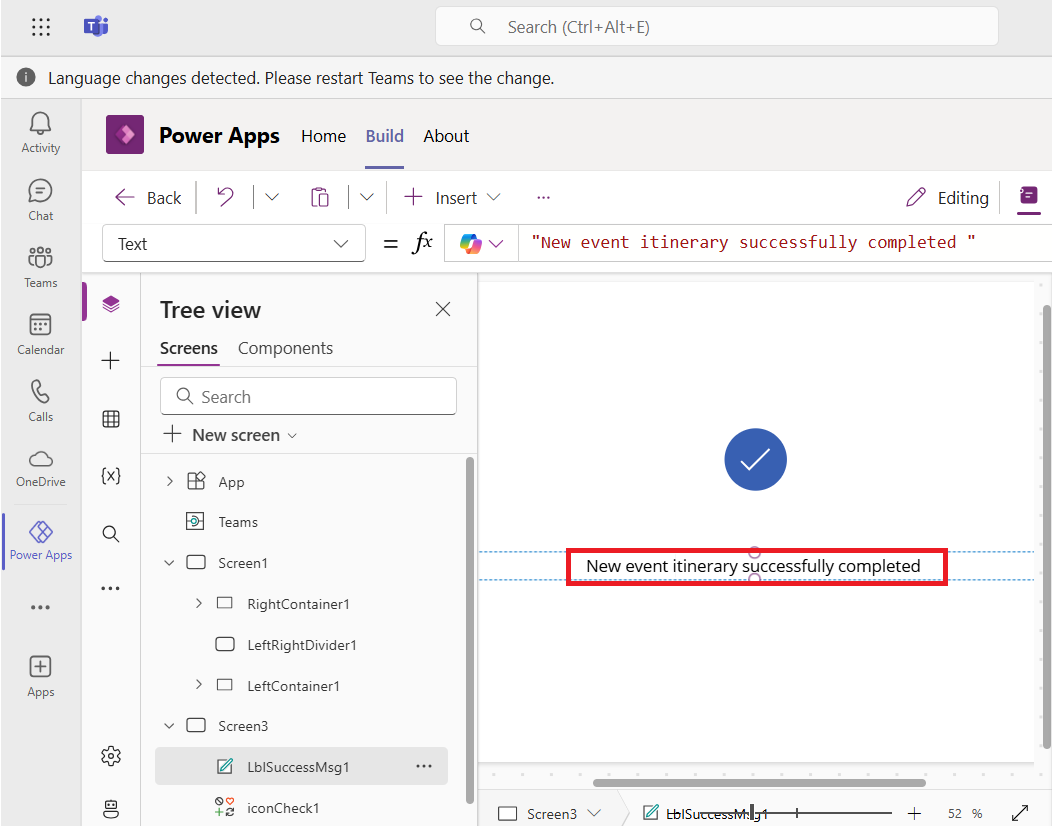 Search (Ctrl+Alt+E)
Language changes detected. Please restart Teams to see the change.
Activity
Chat
Teams
Calendar
Calls
OneDrive
Power Apps
Apps
Power Apps Home Build About
Back Insert Editing
Text = fx "New event itinerary successfully completed "
Tree view
Screens Components
Search
New screen
App
Teams
Screen1
RightContainer1
LeftRightDivider1
LeftContainer1
Screen3
LblSuccessMsg1
iconCheck1
New event itinerary successfully completed
Screen3 LblSuccessMsg1 52 %